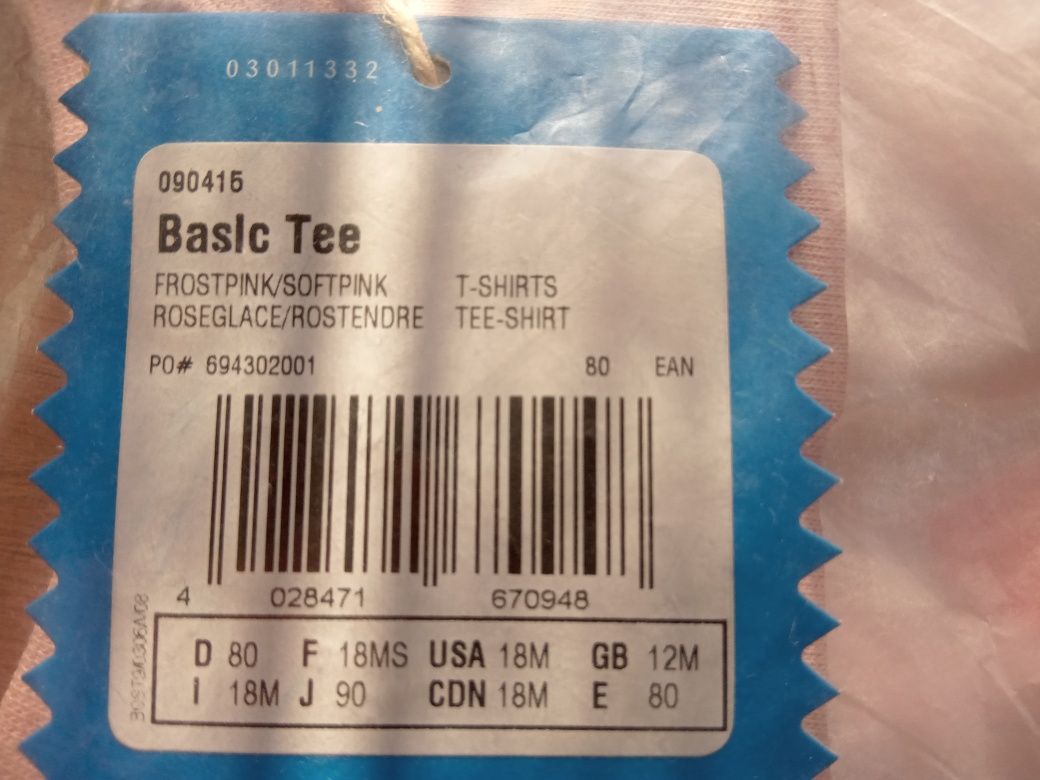 03011332
090415
Basic Tee
FROSTPINK/SOFTPINK T-SHIRTS
ROSEGLACE/ROSTENDRE TEE-SHIRT
PO# 694302001 80 EAN
4 028471 670948
D 80 F 18MS USA 18M GB 12M
I 18M J 90 CDN 18M E 80